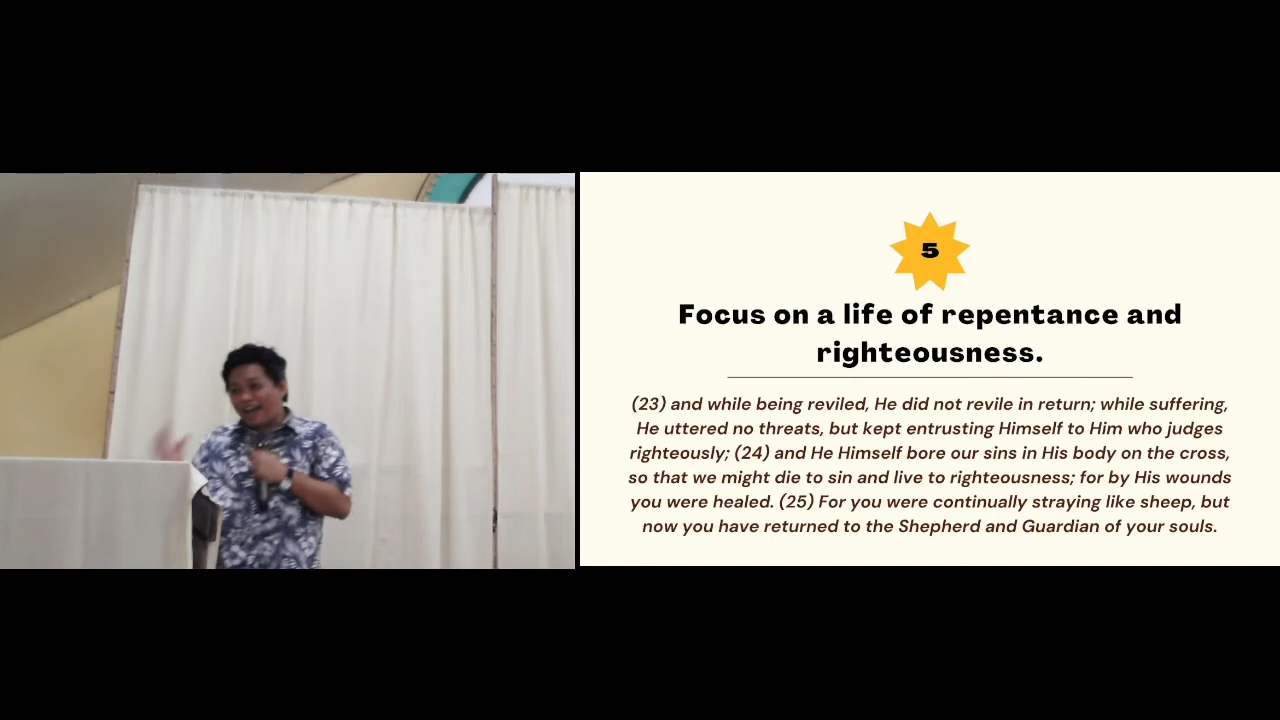 5
Focus on a life of repentance and
righteousness.
(23) and while being reviled, He did not revile in return; while suffering,
He uttered no threats, but kept entrusting Himself to Him who judges
righteously; (24) and He Himself bore our sins in His body on the cross,
so that we might die to sin and live to righteousness; for by His wounds
you were healed. (25) For you were continually straying like sheep, but
now you have returned to the Shepherd and Guardian of your souls.